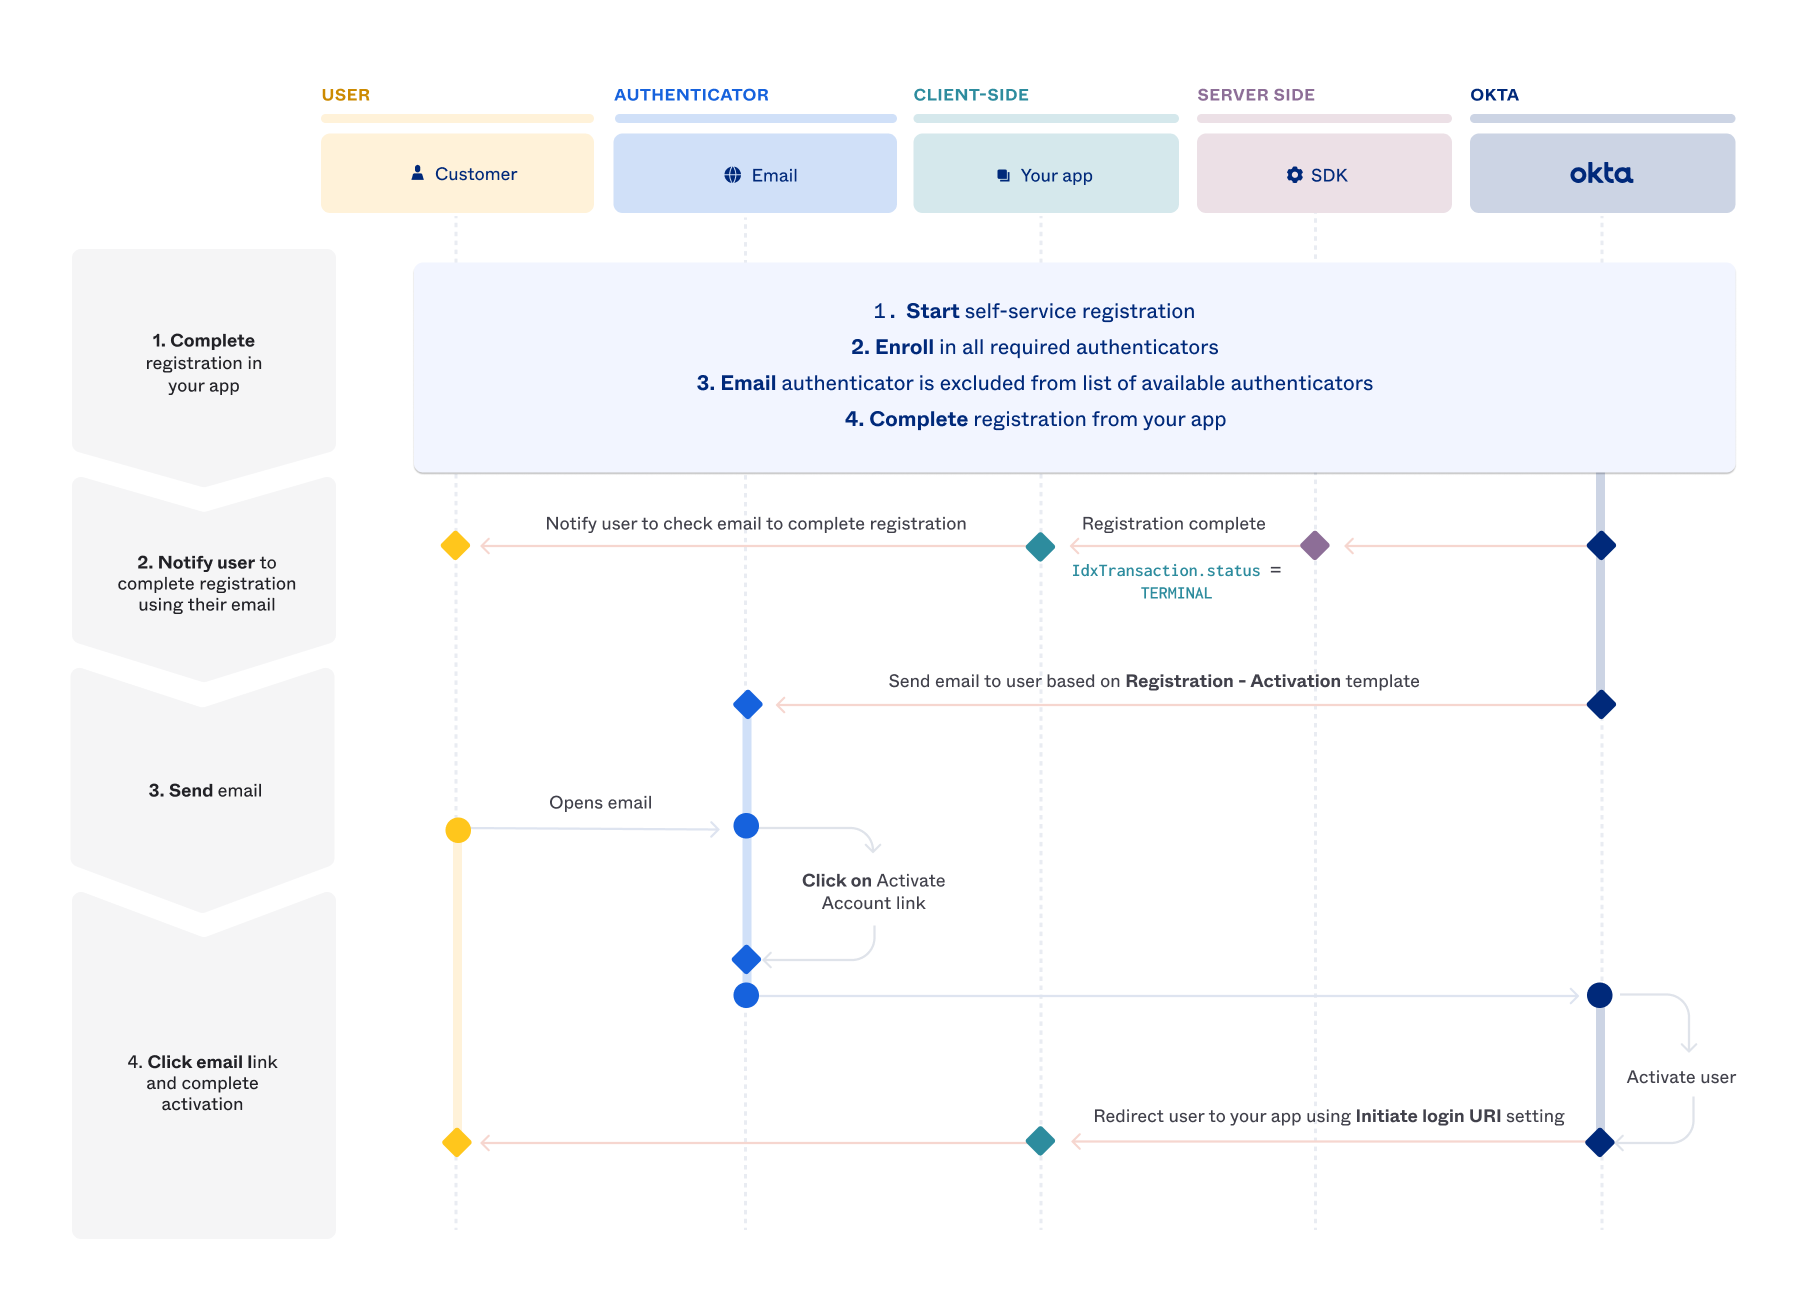 USER
AUTHENTICATOR
CLIENT-SIDE
SERVER SIDE
OKTA
Customer
Email
Your app
SDK
okta
1. Complete
registration in
your app
1. Start self-service registration
2. Enroll in all required authenticators
3. Email authenticator is excluded from list of available authenticators
4. Complete registration from your app
2. Notify user to
complete registration
using their email
Notify user to check email to complete registration
Registration complete
IdxTransaction.status =
TERMINAL
3. Send email
Send email to user based on Registration - Activation template
Opens email
Click on Activate
Account link
4. Click email link
and complete
activation
Activate user
Redirect user to your app using Initiate login URI setting